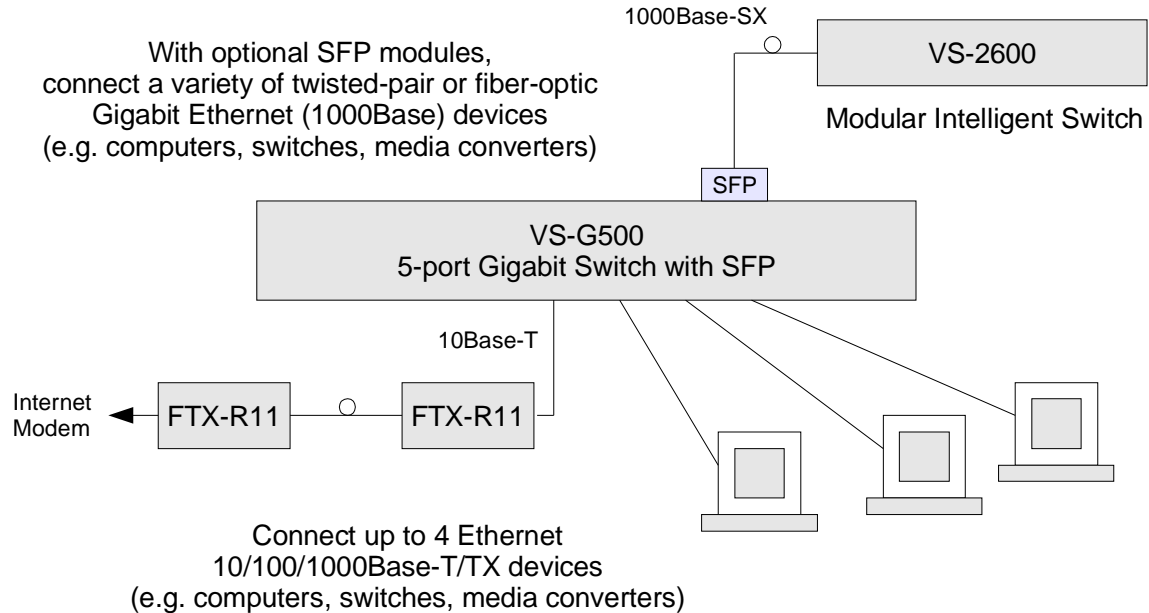 1000Base-SX
With optional SFP modules,
connect a variety of twisted-pair or fiber-optic
Gigabit Ethernet (1000Base) devices
(e.g. computers, switches, media converters)
VS-2600
Modular Intelligent Switch
SFP
VS-G500
5-port Gigabit Switch with SFP
10Base-T
Internet
Modem
FTX-R11
FTX-R11
Connect up to 4 Ethernet
10/100/1000Base-T/TX devices
(e.g. computers, switches, media converters)